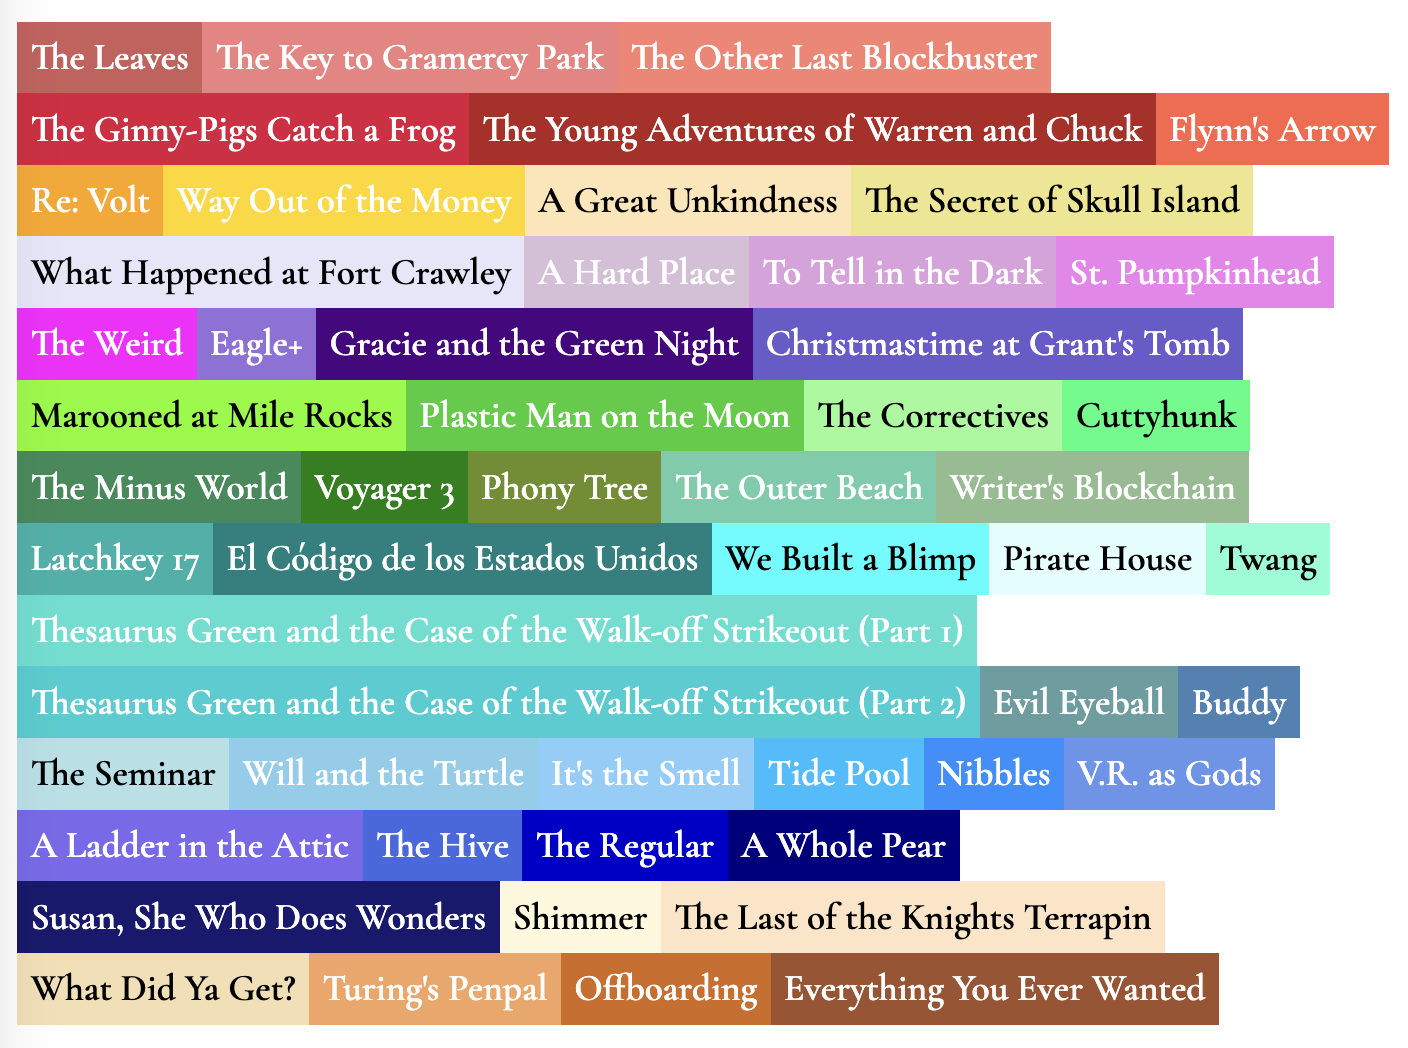 The Leaves The Key to Gramercy Park The Other Last Blockbuster
The Ginny-Pigs Catch a Frog The Young Adventures of Warren and Chuck Flynn's Arrow
Re: Volt Way Out of the Money A Great Unkindness The Secret of Skull Island
What Happened at Fort Crawley A Hard Place To Tell in the Dark St. Pumpkinhead
The Weird Eagle+ Gracie and the Green Night Christmastime at Grant's Tomb
Marooned at Mile Rocks Plastic Man on the Moon The Correctives Cuttyhunk
The Minus World Voyager 3 Phony Tree The Outer Beach Writer's Blockchain
Latchkey 17 El Código de los Estados Unidos We Built a Blimp Pirate House Twang
Thesaurus Green and the Case of the Walk-off Strikeout (Part 1)
Thesaurus Green and the Case of the Walk-off Strikeout (Part 2) Evil Eyeball Buddy
The Seminar Will and the Turtle It's the Smell Tide Pool Nibbles V.R. as Gods
A Ladder in the Attic The Hive The Regular A Whole Pear
Susan, She Who Does Wonders Shimmer The Last of the Knights Terrapin
What Did Ya Get? Turing's Penpal Offboarding Everything You Ever Wanted